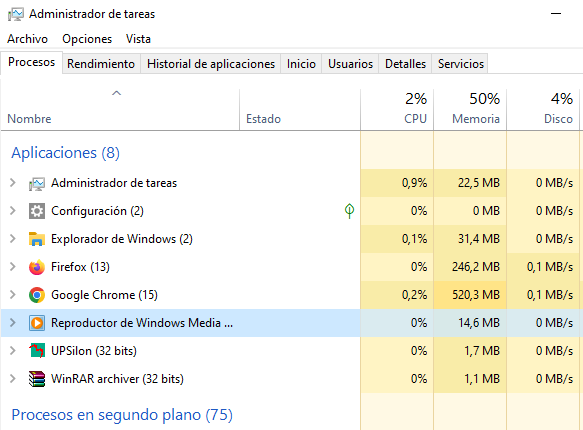 Administrador de tareas
Archivo Opciones Vista
Procesos Rendimiento Historial de aplicaciones Inicio Usuarios Detalles Servicios
2% 50% 4%
Nombre Estado CPU Memoria Disco
Aplicaciones (8)
Administrador de tareas 0,9% 22,5 MB 0 MB/s
Configuración (2) 0% 0 MB 0 MB/s
Explorador de Windows (2) 0,1% 31,4 MB 0 MB/s
Firefox (13) 0% 246,2 MB 0,1 MB/s
Google Chrome (15) 0,2% 520,3 MB 0,1 MB/s
Reproductor de Windows Media ... 0% 14,6 MB 0 MB/s
UPSilon (32 bits) 0% 1,7 MB 0 MB/s
WinRAR archiver (32 bits) 0% 1,1 MB 0 MB/s
Procesos en segundo plano (75)